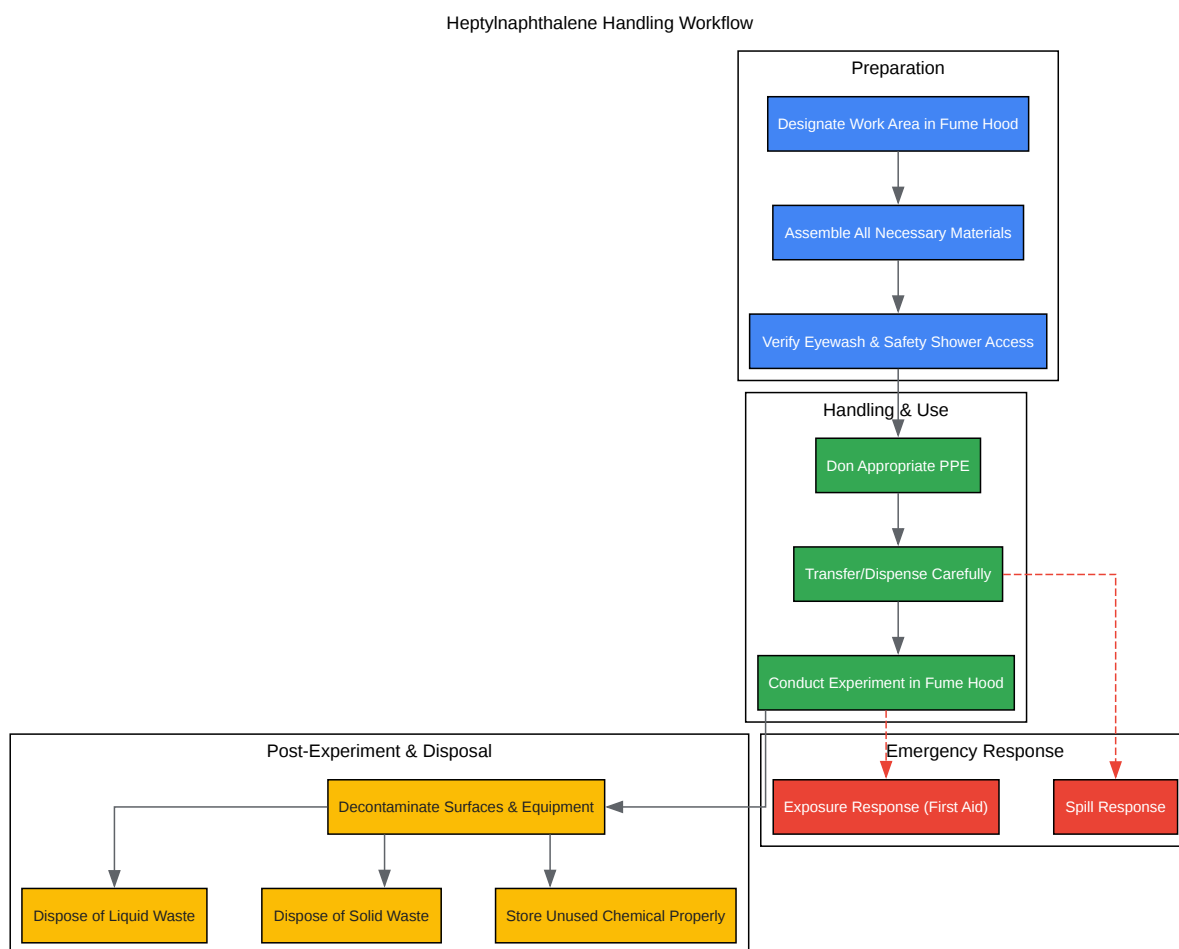 Heptylnaphthalene Handling Workflow
Preparation
Designate Work Area in Fume Hood
Assemble All Necessary Materials
Verify Eyewash & Safety Shower Access
Handling & Use
Don Appropriate PPE
Transfer/Dispense Carefully
Conduct Experiment in Fume Hood
Post-Experiment & Disposal
Decontaminate Surfaces & Equipment
Dispose of Liquid Waste
Dispose of Solid Waste
Store Unused Chemical Properly
Emergency Response
Exposure Response (First Aid)
Spill Response